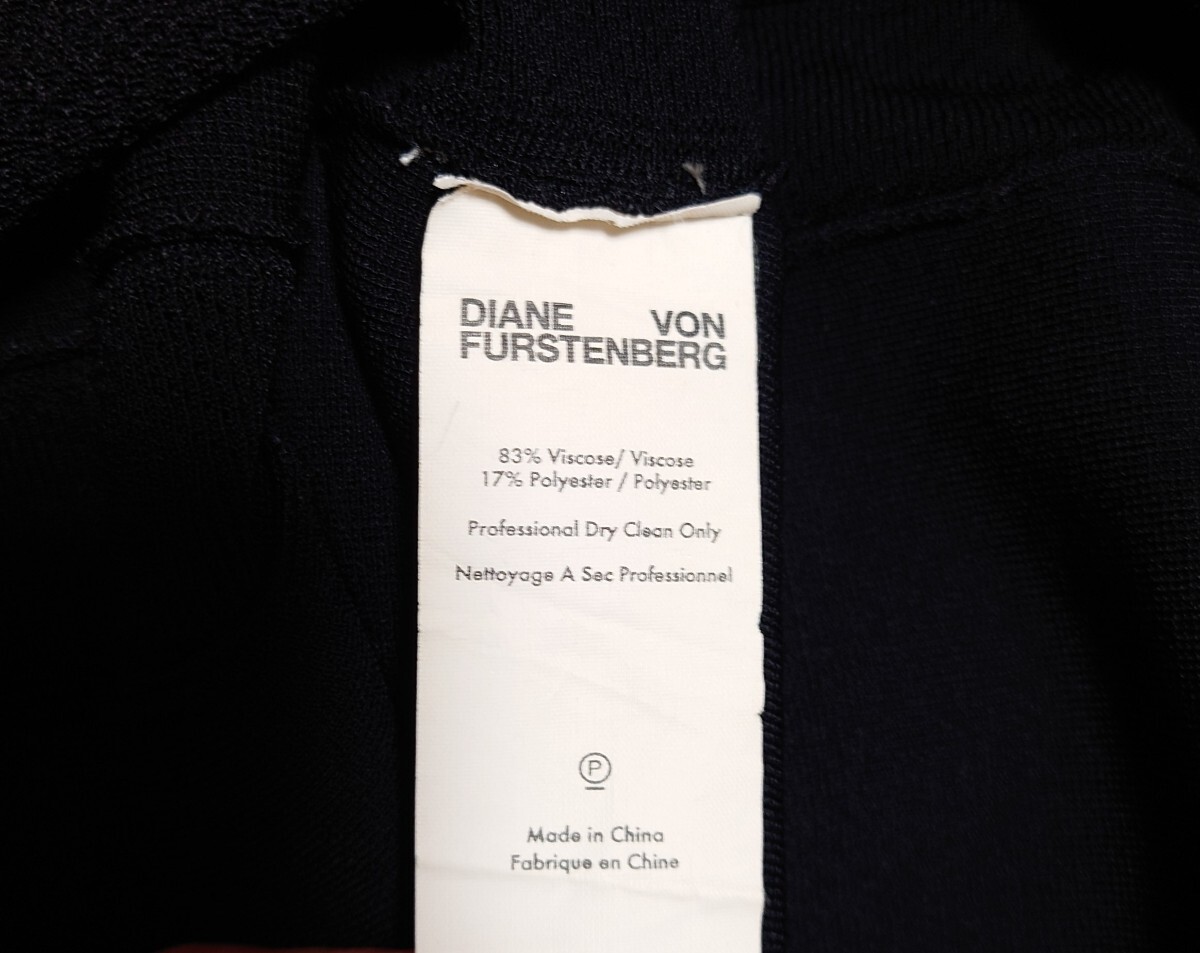 DIANE VON
FURSTENBERG
83% Viscose/ Viscose
17% Polyester / Polyester
Professional Dry Clean Only
Nettoyage A Sec Professionnel
P
Made in China
Fabrique en Chine